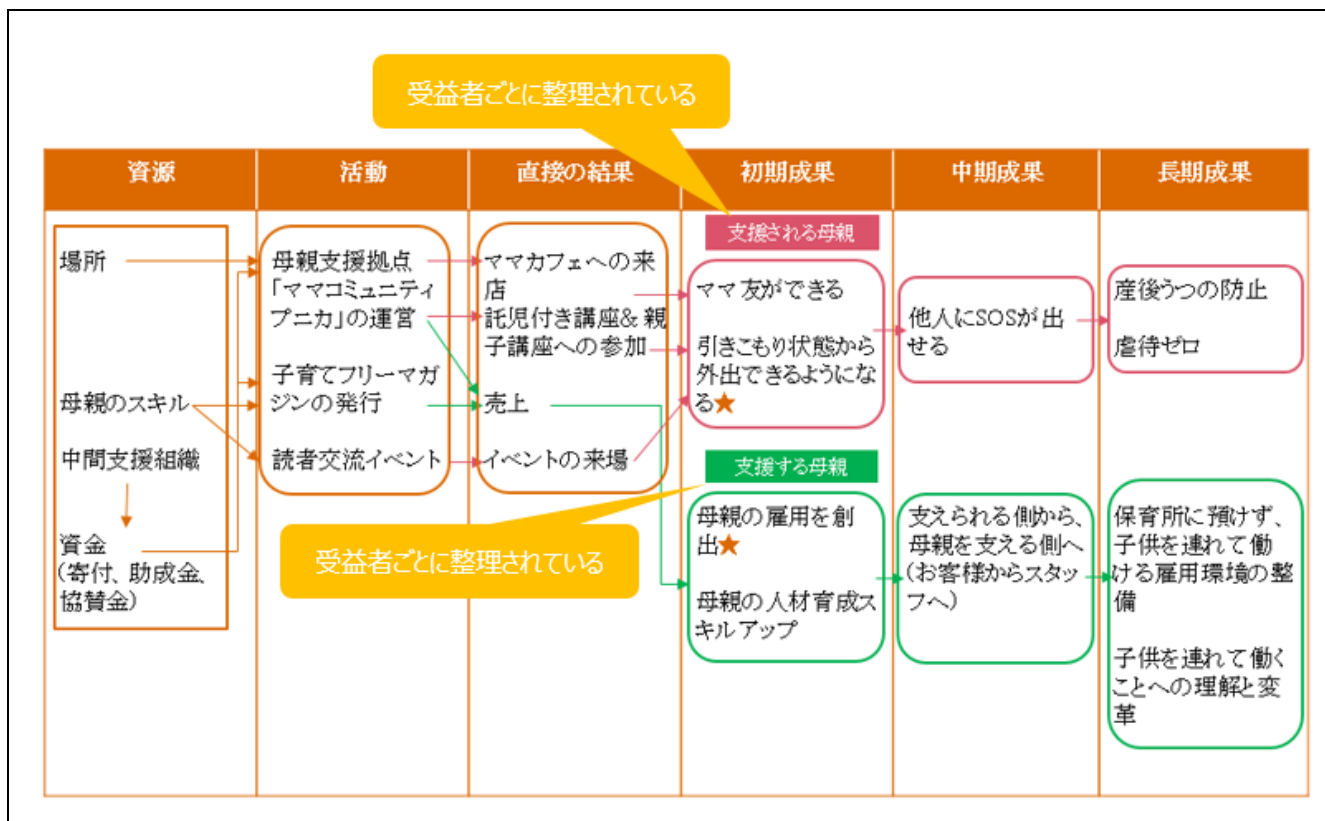 受益者ごとに整理されている
資源
活動
直接の結果
初期成果
中期成果
長期成果
場所
母親のスキル
中間支援組織
資金
(寄付、助成金、
協賛金)
母親支援拠点
「ママコミュニティ
プニカ」の運営
子育てフリーマガ
ジンの発行
読者交流イベント
ママカフェへの来
店
託児付き講座& 親
子講座への参加
売上
イベントの来場
支援される母親
ママ友ができる
引きこもり状態から
外出できるようにな
る★
支援する母親
受益者ごとに整理されている
母親の雇用を創
出★
母親の人材育成ス
キルアップ
他人にSOSが出
せる
支えられる側から、
母親を支える側へ
(お客様からスタッ
フへ)
産後うつの防止
虐待ゼロ
保育所に預けず、
子供を連れて働
ける雇用環境の整
備
子供を連れて働く
ことへの理解と変
革